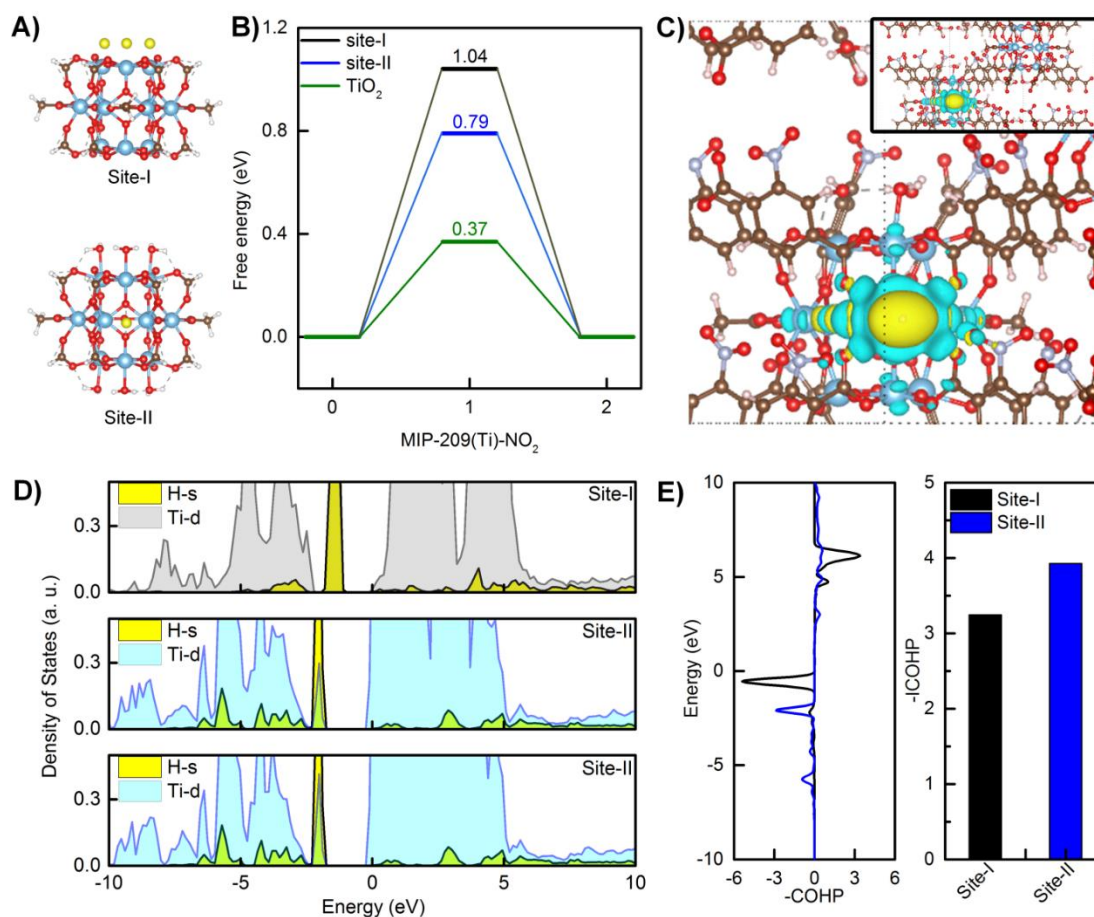 A)
Site-I
Site-II
B)
site-I
site-II
TiO₂
1.04
0.79
0.37
1.2
0.8
0.4
0.0
Free energy (eV)
0 1 2
MIP-209(Ti)-NO₂
C)
D)
H-s
Ti-d
Site-I
0.3
0.0
H-s
Ti-d
Site-II
0.3
0.0
H-s
Ti-d
Site-II
0.3
0.0
Density of States (a. u.)
-10 -5 0 5 10
Energy (eV)
E)
10
5
0
-5
-10
Energy (eV)
-6 -3 0 3 6
-COHP
Site-I
Site-II
5
4
3
2
1
0
-ICOHP
Site-I
Site-II